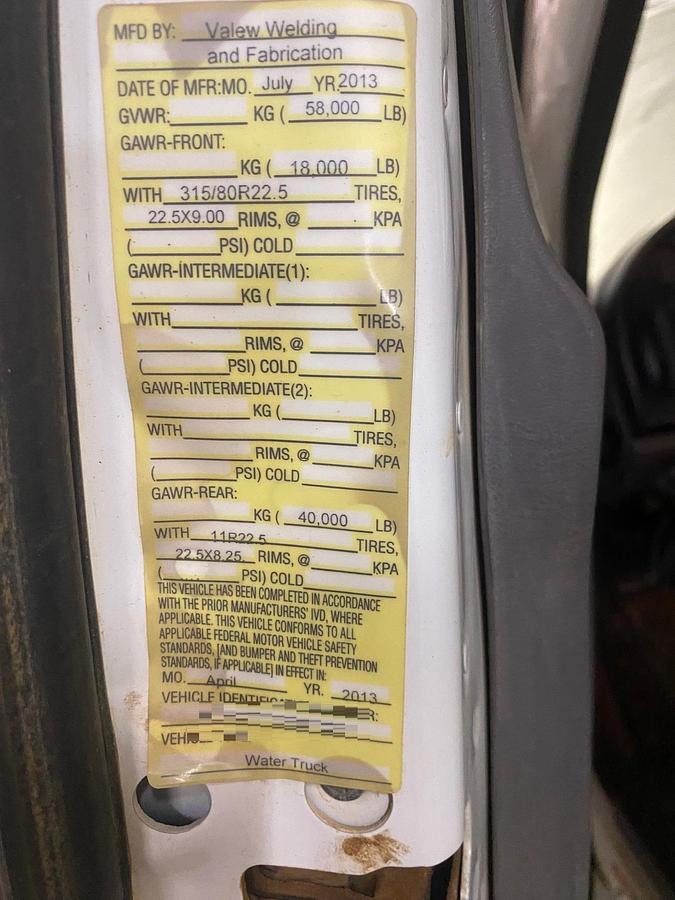 MFD BY: Valew Welding
and Fabrication
DATE OF MFR:MO. July YR.2013
GVWR: KG ( 58,000 LB)
GAWR-FRONT:
KG ( 18,000 LB)
WITH 315/80R22.5 TIRES,
22.5X9.00 RIMS, @ KPA
( PSI) COLD
GAWR-INTERMEDIATE(1):
KG ( LB)
WITH TIRES,
RIMS, @ KPA
( PSI) COLD
GAWR-INTERMEDIATE(2):
KG ( LB)
WITH TIRES,
RIMS, @ KPA
( PSI) COLD
GAWR-REAR:
KG ( 40,000 LB)
WITH 11R22.5 TIRES,
22.5X8.25 RIMS, @ KPA
( PSI) COLD
THIS VEHICLE HAS BEEN COMPLETED IN ACCORDANCE
WITH THE PRIOR MANUFACTURERS' IVD, WHERE
APPLICABLE. THIS VEHICLE CONFORMS TO ALL
APPLICABLE FEDERAL MOTOR VEHICLE SAFETY
STANDARDS, [AND BUMPER AND THEFT PREVENTION
STANDARDS, IF APPLICABLE] IN EFFECT IN:
MO. April YR. 2013
VEHICLE
Water Truck